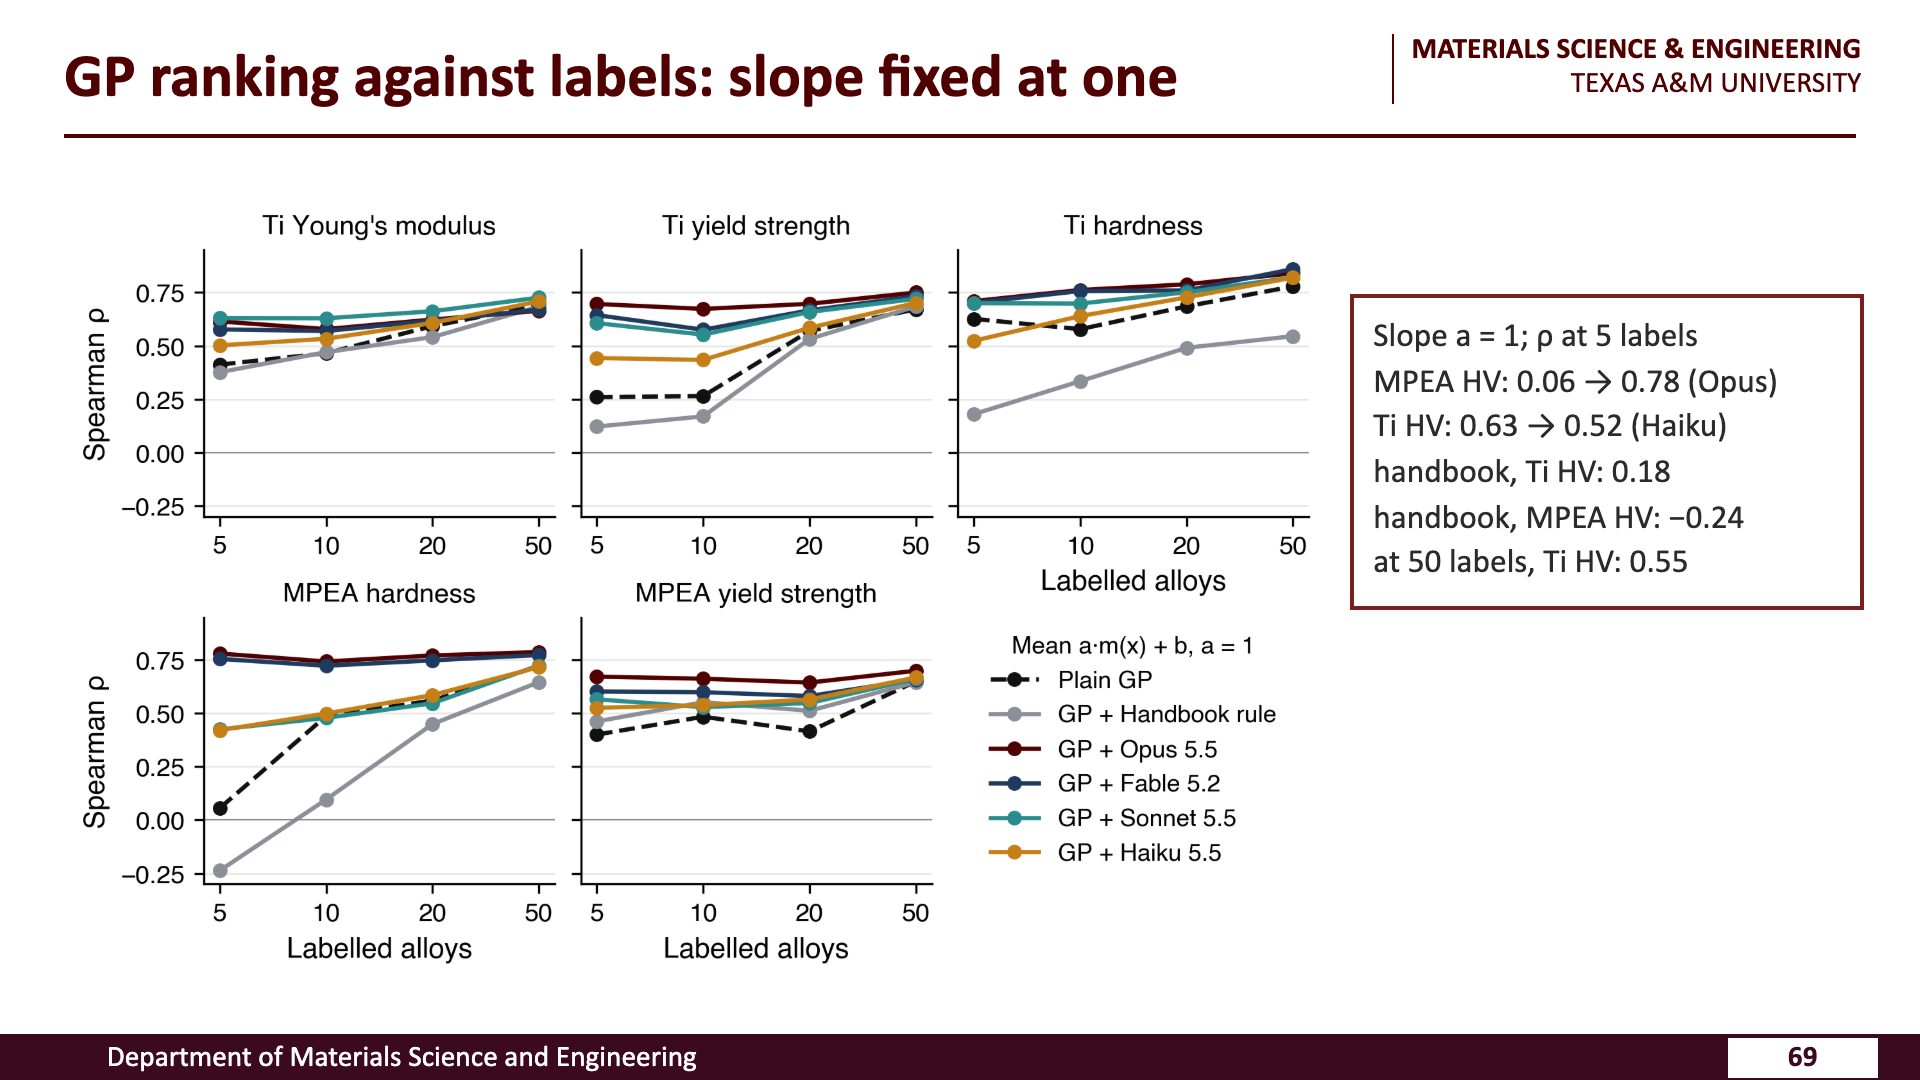 GP ranking against labels: slope fixed at one
MATERIALS SCIENCE & ENGINEERING
TEXAS A&M UNIVERSITY
Ti Young's modulus
Ti yield strength
Ti hardness
Spearman ρ
0.75
0.50
0.25
0.00
−0.25
5 10 20 50
5 10 20 50
5 10 20 50
Labelled alloys
MPEA hardness
MPEA yield strength
Spearman ρ
0.75
0.50
0.25
0.00
−0.25
5 10 20 50
5 10 20 50
Labelled alloys
Labelled alloys
Mean a·m(x) + b, a = 1
Plain GP
GP + Handbook rule
GP + Opus 5.5
GP + Fable 5.2
GP + Sonnet 5.5
GP + Haiku 5.5
Slope a = 1; ρ at 5 labels
MPEA HV: 0.06 → 0.78 (Opus)
Ti HV: 0.63 → 0.52 (Haiku)
handbook, Ti HV: 0.18
handbook, MPEA HV: −0.24
at 50 labels, Ti HV: 0.55
Department of Materials Science and Engineering
69